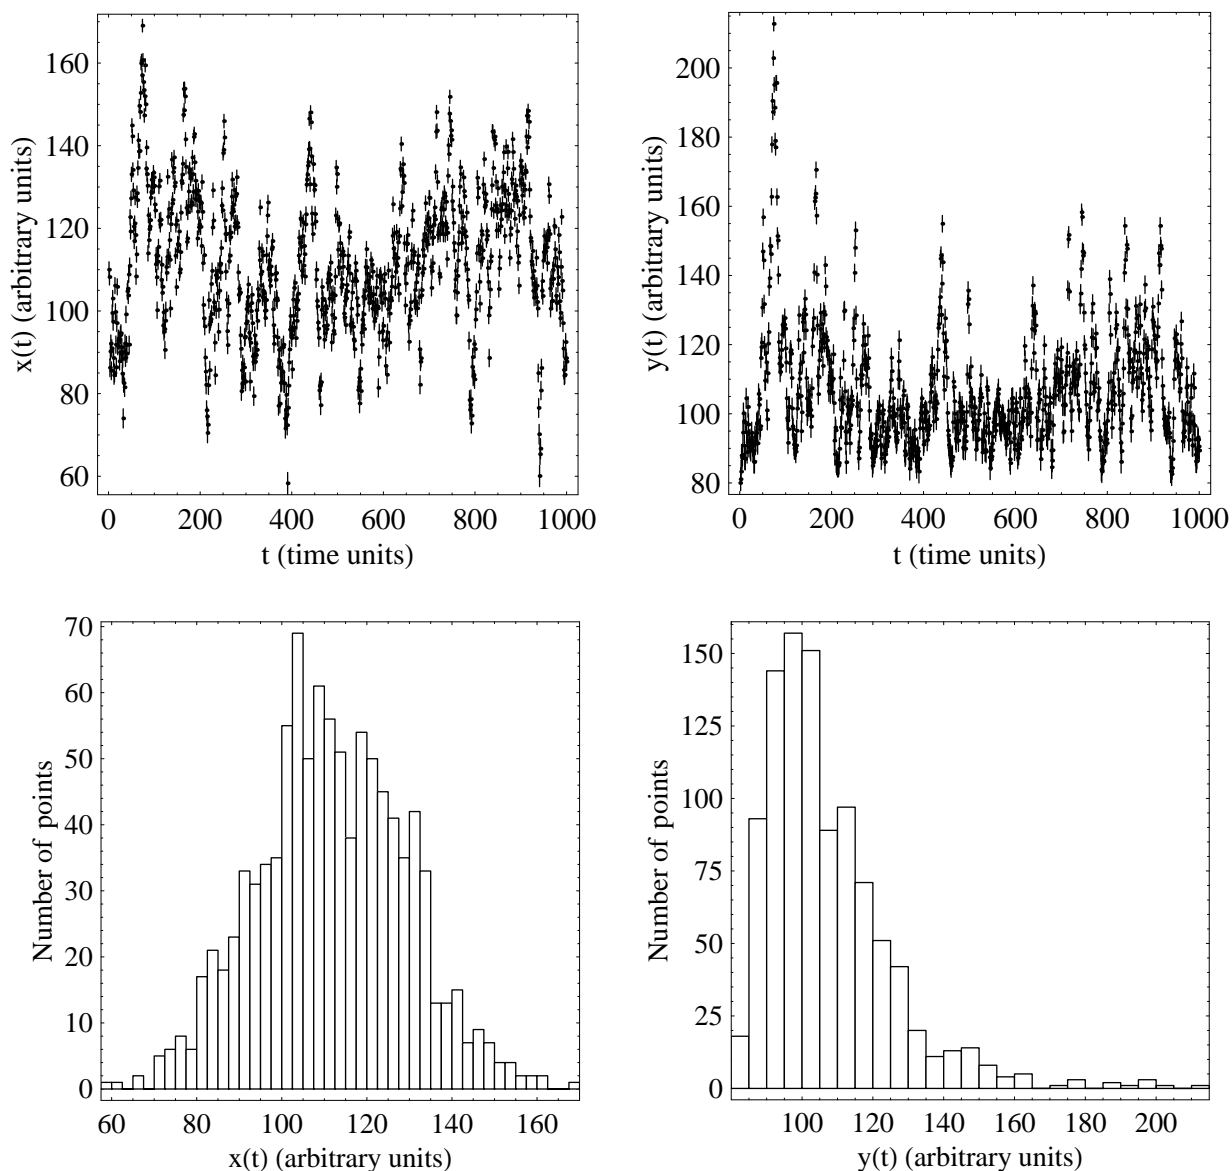 160
140
120
100
80
60
x(t) (arbitrary units)
0 200 400 600 800 1000
t (time units)
200
180
160
140
120
100
80
y(t) (arbitrary units)
0 200 400 600 800 1000
t (time units)
70
60
50
40
30
20
10
0
Number of points
60 80 100 120 140 160
x(t) (arbitrary units)
150
125
100
75
50
25
0
Number of points
100 120 140 160 180 200
y(t) (arbitrary units)